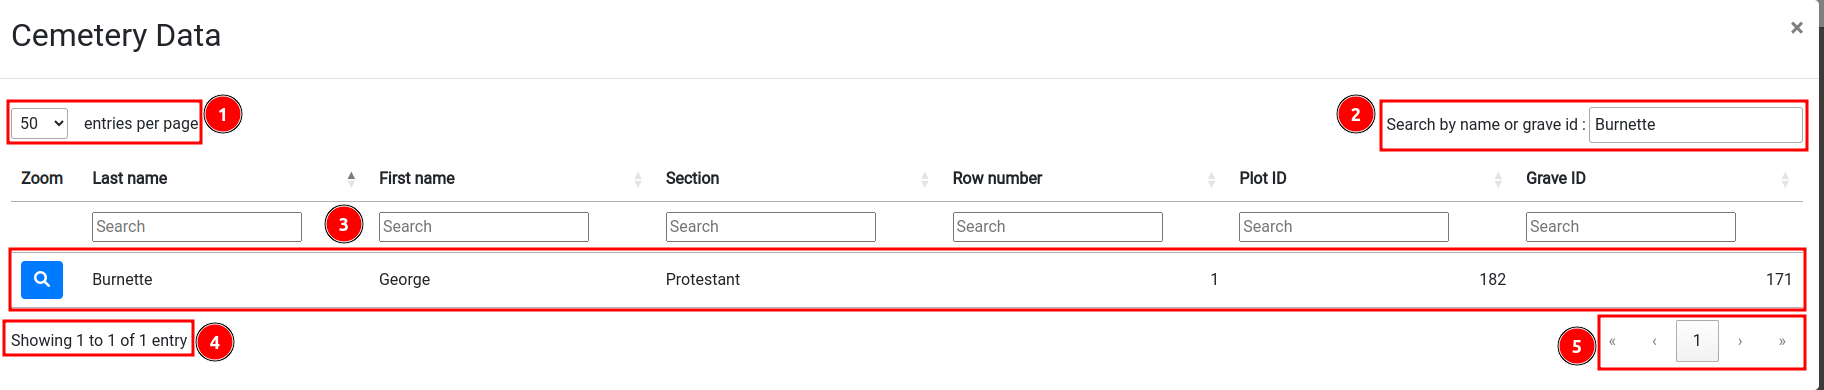 Cemetery Data ×
50 entries per page 1 2 Search by name or grave id : Burnette
Zoom Last name First name Section Row number Plot ID Grave ID
Search 3 Search Search Search Search Search
Burnette George Protestant 1 182 171
Showing 1 to 1 of 1 entry 4 5 « ‹ 1 › »